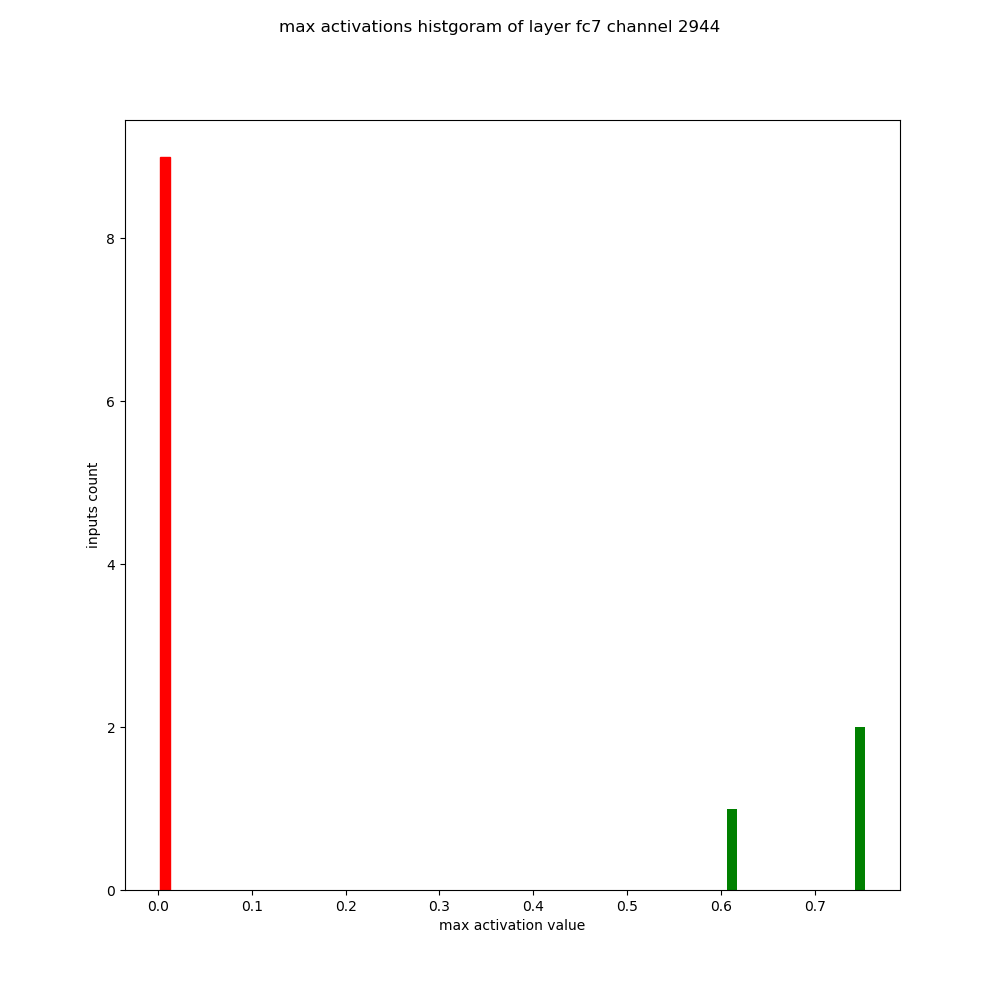 max activations histgoram of layer fc7 channel 2944
8
6
4
2
0
inputs count
0.0 0.1 0.2 0.3 0.4 0.5 0.6 0.7
max activation value